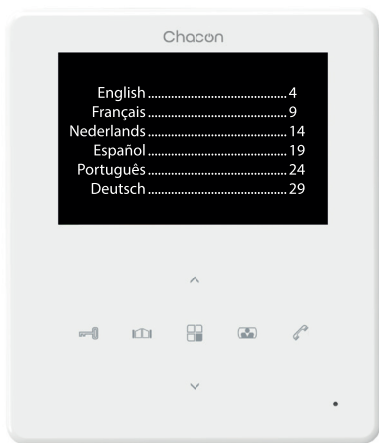 Chacon
English ............................................ 4
Français ............................................ 9
Nederlands ............................................ 14
Español ............................................ 19
Português ............................................ 24
Deutsch ............................................ 29